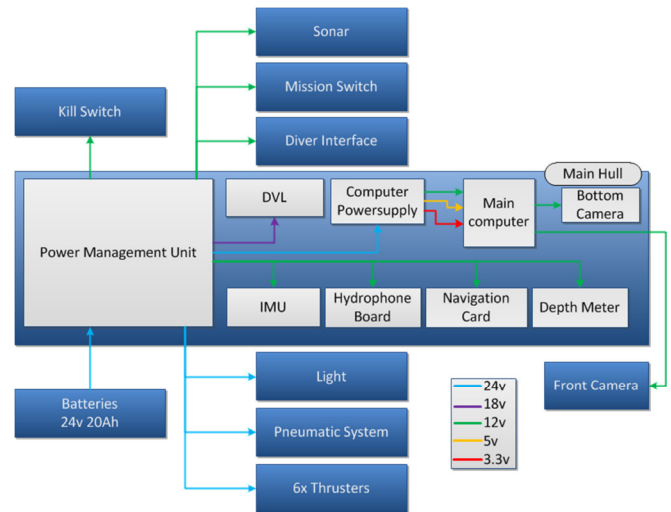 Sonar
Mission Switch
Kill Switch
Diver Interface
Main Hull
DVL
Computer
Powersupply
Main
computer
Bottom
Camera
Power Management Unit
IMU
Hydrophone
Board
Navigation
Card
Depth Meter
Batteries
24v 20Ah
Light
Pneumatic System
6x Thrusters
24v
18v
12v
5v
3.3v
Front Camera